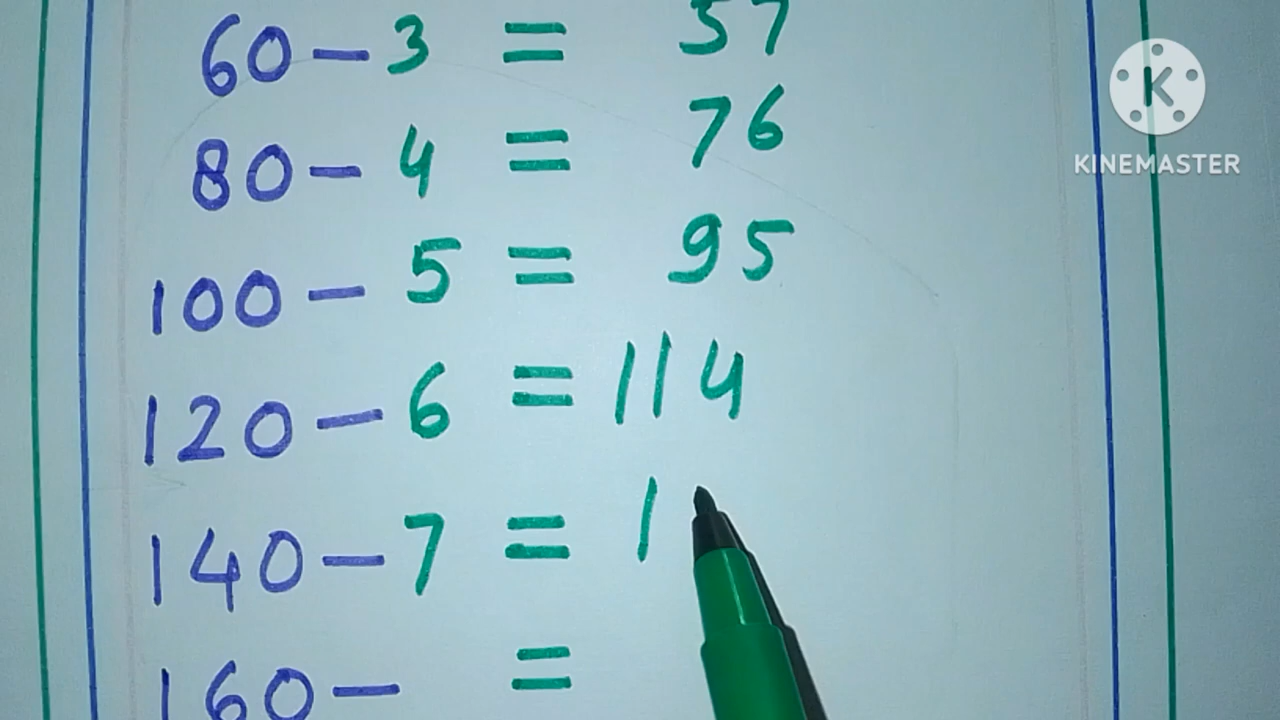 60 - 3 = 57
80 - 4 = 76
100 - 5 = 95
120 - 6 = 114
140 - 7 = 1
160 - =
KINEMASTER